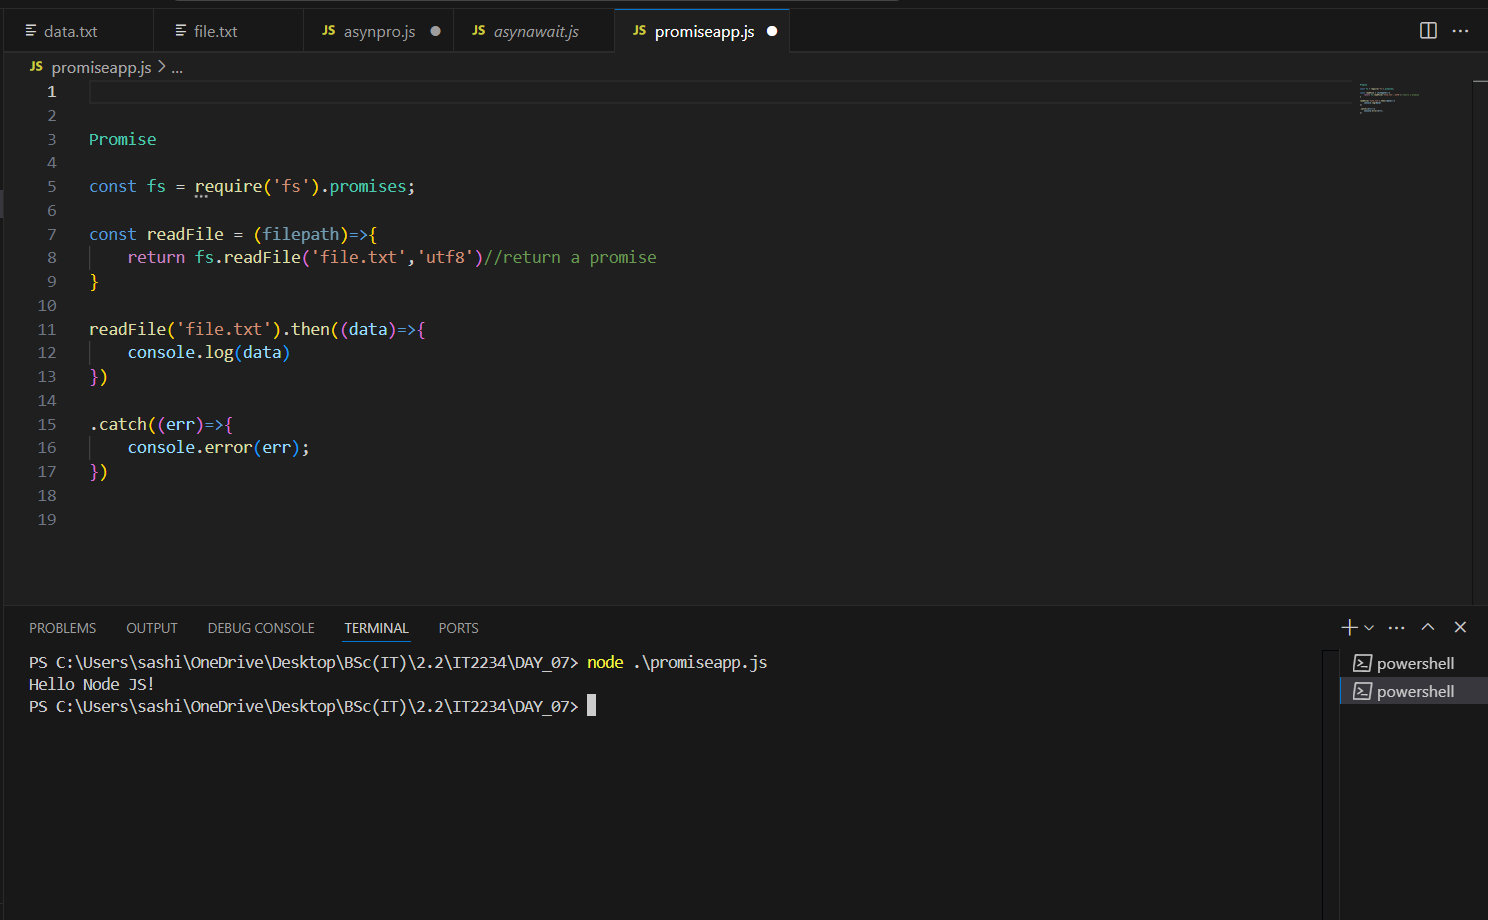 data.txt
file.txt
JS asynpro.js
JS asynawait.js
JS promiseapp.js
JS promiseapp.js > ...
1
2
3 Promise
4
5 const fs = require('fs').promises;
6
7 const readFile = (filepath)=>{
8 return fs.readFile('file.txt','utf8')//return a promise
9 }
10
11 readFile('file.txt').then((data)=>{
12 console.log(data)
13 })
14
15 .catch((err)=>{
16 console.error(err);
17 })
18
19
PROBLEMS OUTPUT DEBUG CONSOLE TERMINAL PORTS
PS C:\Users\sashi\OneDrive\Desktop\BSc(IT)\2.2\IT2234\DAY_07> node .\promiseapp.js
Hello Node JS!
PS C:\Users\sashi\OneDrive\Desktop\BSc(IT)\2.2\IT2234\DAY_07>
powershell
powershell